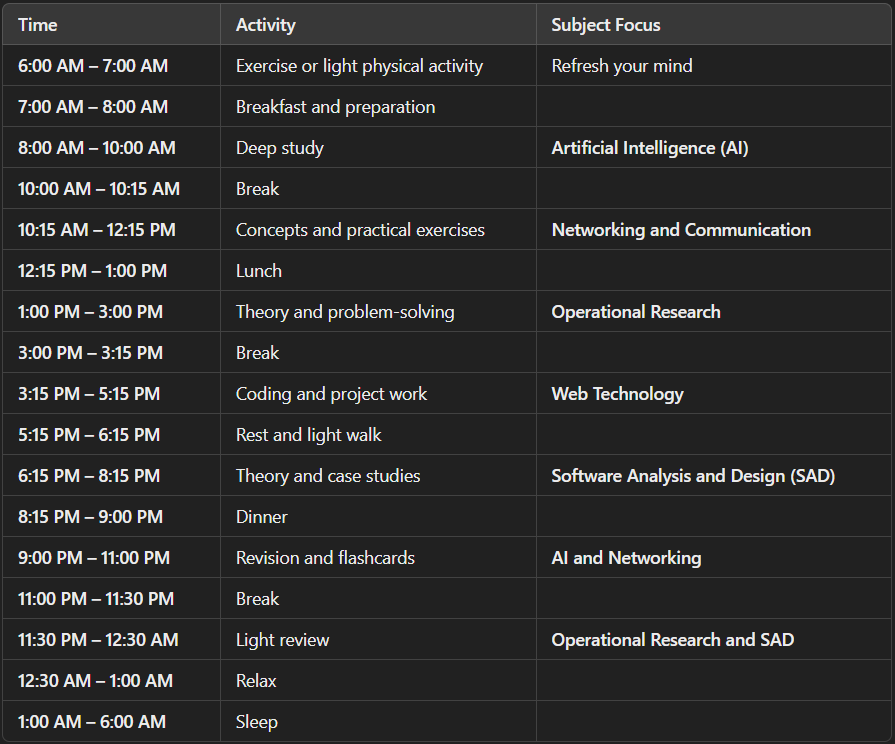 Time Activity Subject Focus
6:00 AM – 7:00 AM Exercise or light physical activity Refresh your mind
7:00 AM – 8:00 AM Breakfast and preparation
8:00 AM – 10:00 AM Deep study Artificial Intelligence (AI)
10:00 AM – 10:15 AM Break
10:15 AM – 12:15 PM Concepts and practical exercises Networking and Communication
12:15 PM – 1:00 PM Lunch
1:00 PM – 3:00 PM Theory and problem-solving Operational Research
3:00 PM – 3:15 PM Break
3:15 PM – 5:15 PM Coding and project work Web Technology
5:15 PM – 6:15 PM Rest and light walk
6:15 PM – 8:15 PM Theory and case studies Software Analysis and Design (SAD)
8:15 PM – 9:00 PM Dinner
9:00 PM – 11:00 PM Revision and flashcards AI and Networking
11:00 PM – 11:30 PM Break
11:30 PM – 12:30 AM Light review Operational Research and SAD
12:30 AM – 1:00 AM Relax
1:00 AM – 6:00 AM Sleep